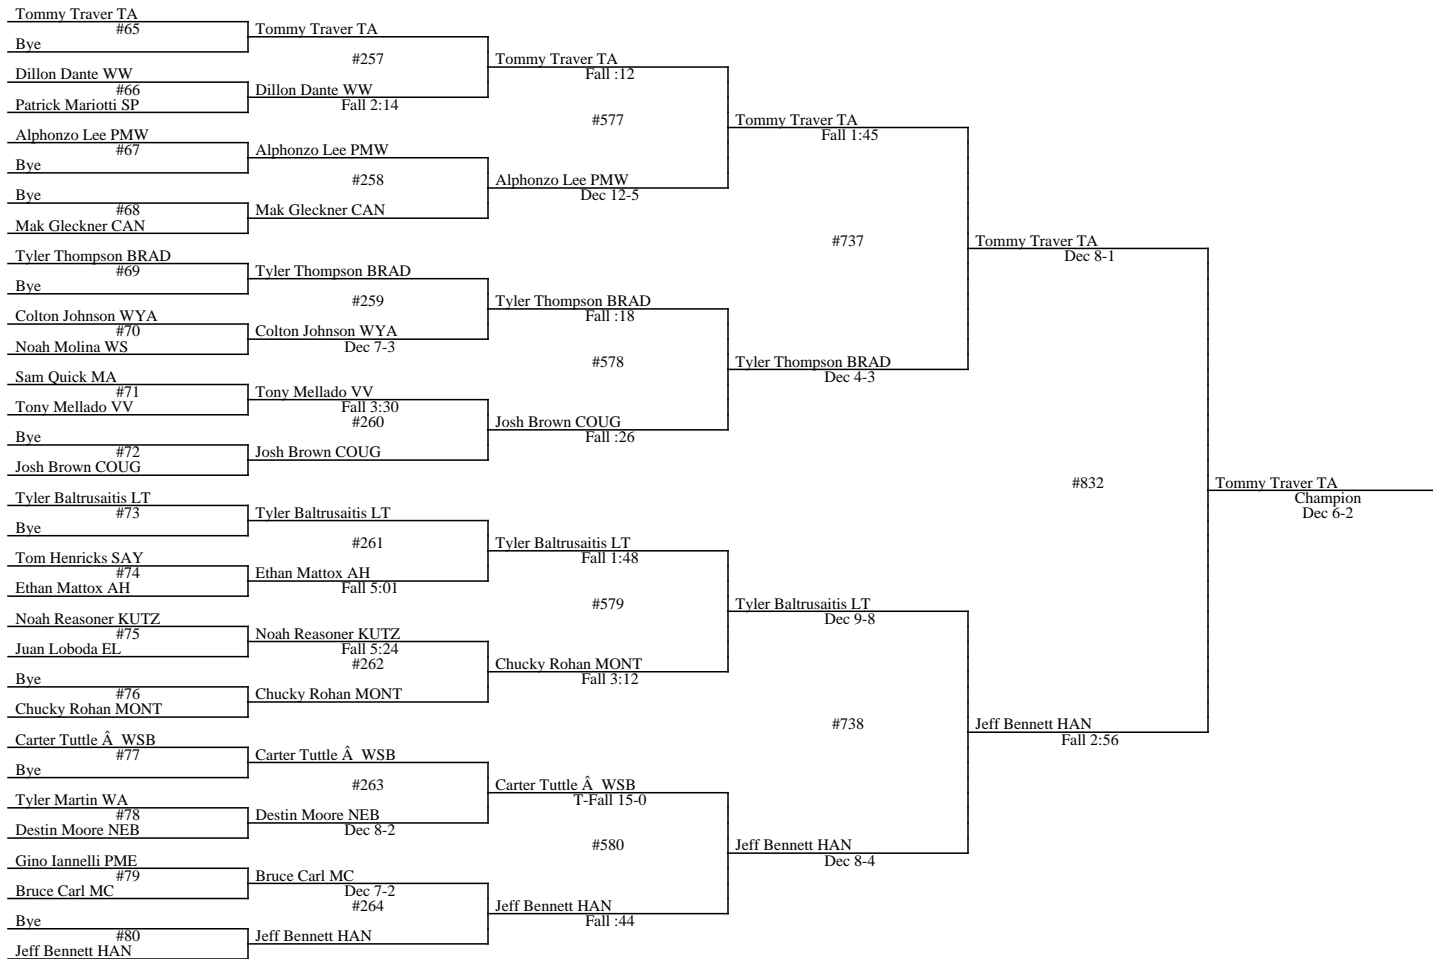 Tommy Traver TA
#65
Bye
Dillon Dante WW
#66
Patrick Mariotti SP
Alphonzo Lee PMW
#67
Bye
Bye
#68
Mak Gleckner CAN
Tyler Thompson BRAD
#69
Bye
Colton Johnson WYA
#70
Noah Molina WS
Sam Quick MA
#71
Tony Mellado VV
Bye
#72
Josh Brown COUG
Tyler Baltrusaitis LT
#73
Bye
Tom Henricks SAY
#74
Ethan Mattox AH
Noah Reasoner KUTZ
#75
Juan Loboda EL
Bye
#76
Chucky Rohan MONT
Carter Tuttle Â  WSB
#77
Bye
Tyler Martin WA
#78
Destin Moore NEB
Gino Iannelli PME
#79
Bruce Carl MC
Bye
#80
Jeff Bennett HAN
Tommy Traver TA
#257
Dillon Dante WW
Fall 2:14
Alphonzo Lee PMW
#258
Mak Gleckner CAN
Tyler Thompson BRAD
#259
Colton Johnson WYA
Dec 7-3
Tony Mellado VV
Fall 3:30
#260
Josh Brown COUG
Tyler Baltrusaitis LT
#261
Ethan Mattox AH
Fall 5:01
Noah Reasoner KUTZ
Fall 5:24
#262
Chucky Rohan MONT
Carter Tuttle Â  WSB
#263
Destin Moore NEB
Dec 8-2
Bruce Carl MC
Dec 7-2
#264
Jeff Bennett HAN
Tommy Traver TA
Fall :12
#577
Alphonzo Lee PMW
Dec 12-5
Tyler Thompson BRAD
Fall :18
#578
Josh Brown COUG
Fall :26
Tyler Baltrusaitis LT
Fall 1:48
#579
Chucky Rohan MONT
Fall 3:12
Carter Tuttle Â  WSB
T-Fall 15-0
#580
Jeff Bennett HAN
Fall :44
Tommy Traver TA
Fall 1:45
#737
Tyler Thompson BRAD
Dec 4-3
Tyler Baltrusaitis LT
Dec 9-8
#738
Jeff Bennett HAN
Dec 8-4
Tommy Traver TA
Dec 8-1
#832
Jeff Bennett HAN
Fall 2:56
Tommy Traver TA
Champion
Dec 6-2